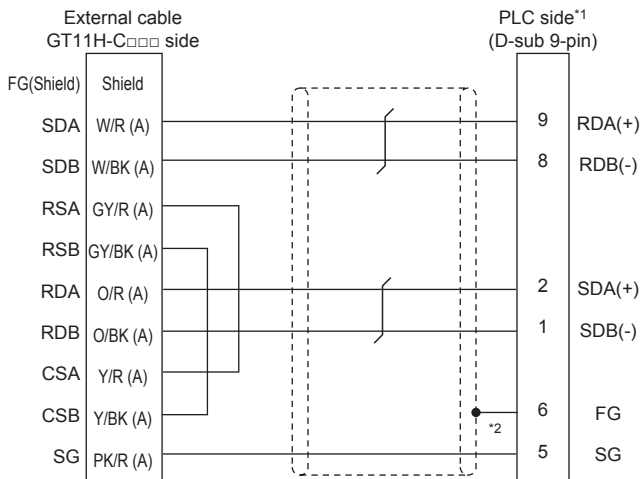 External cable PLC side*1
GT11H-C□□□ side (D-sub 9-pin)
FG(Shield) Shield
SDA W/R (A) 9 RDA(+)
SDB W/BK (A) 8 RDB(-)
RSA GY/R (A)
RSB GY/BK (A)
RDA O/R (A) 2 SDA(+)
RDB O/BK (A) 1 SDB(-)
CSA Y/R (A)
CSB Y/BK (A) *2 6 FG
SG PK/R (A) 5 SG